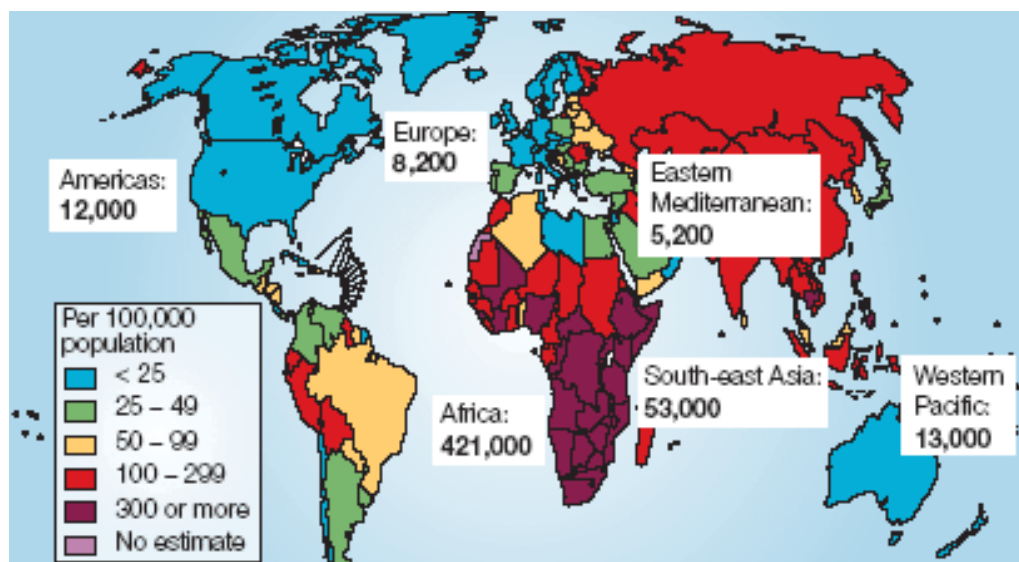 Americas:
12,000
Europe:
8,200
Eastern
Mediterranean:
5,200
Africa:
421,000
South-east Asia:
53,000
Western
Pacific:
13,000
Per 100,000
population
< 25
25 – 49
50 – 99
100 – 299
300 or more
No estimate